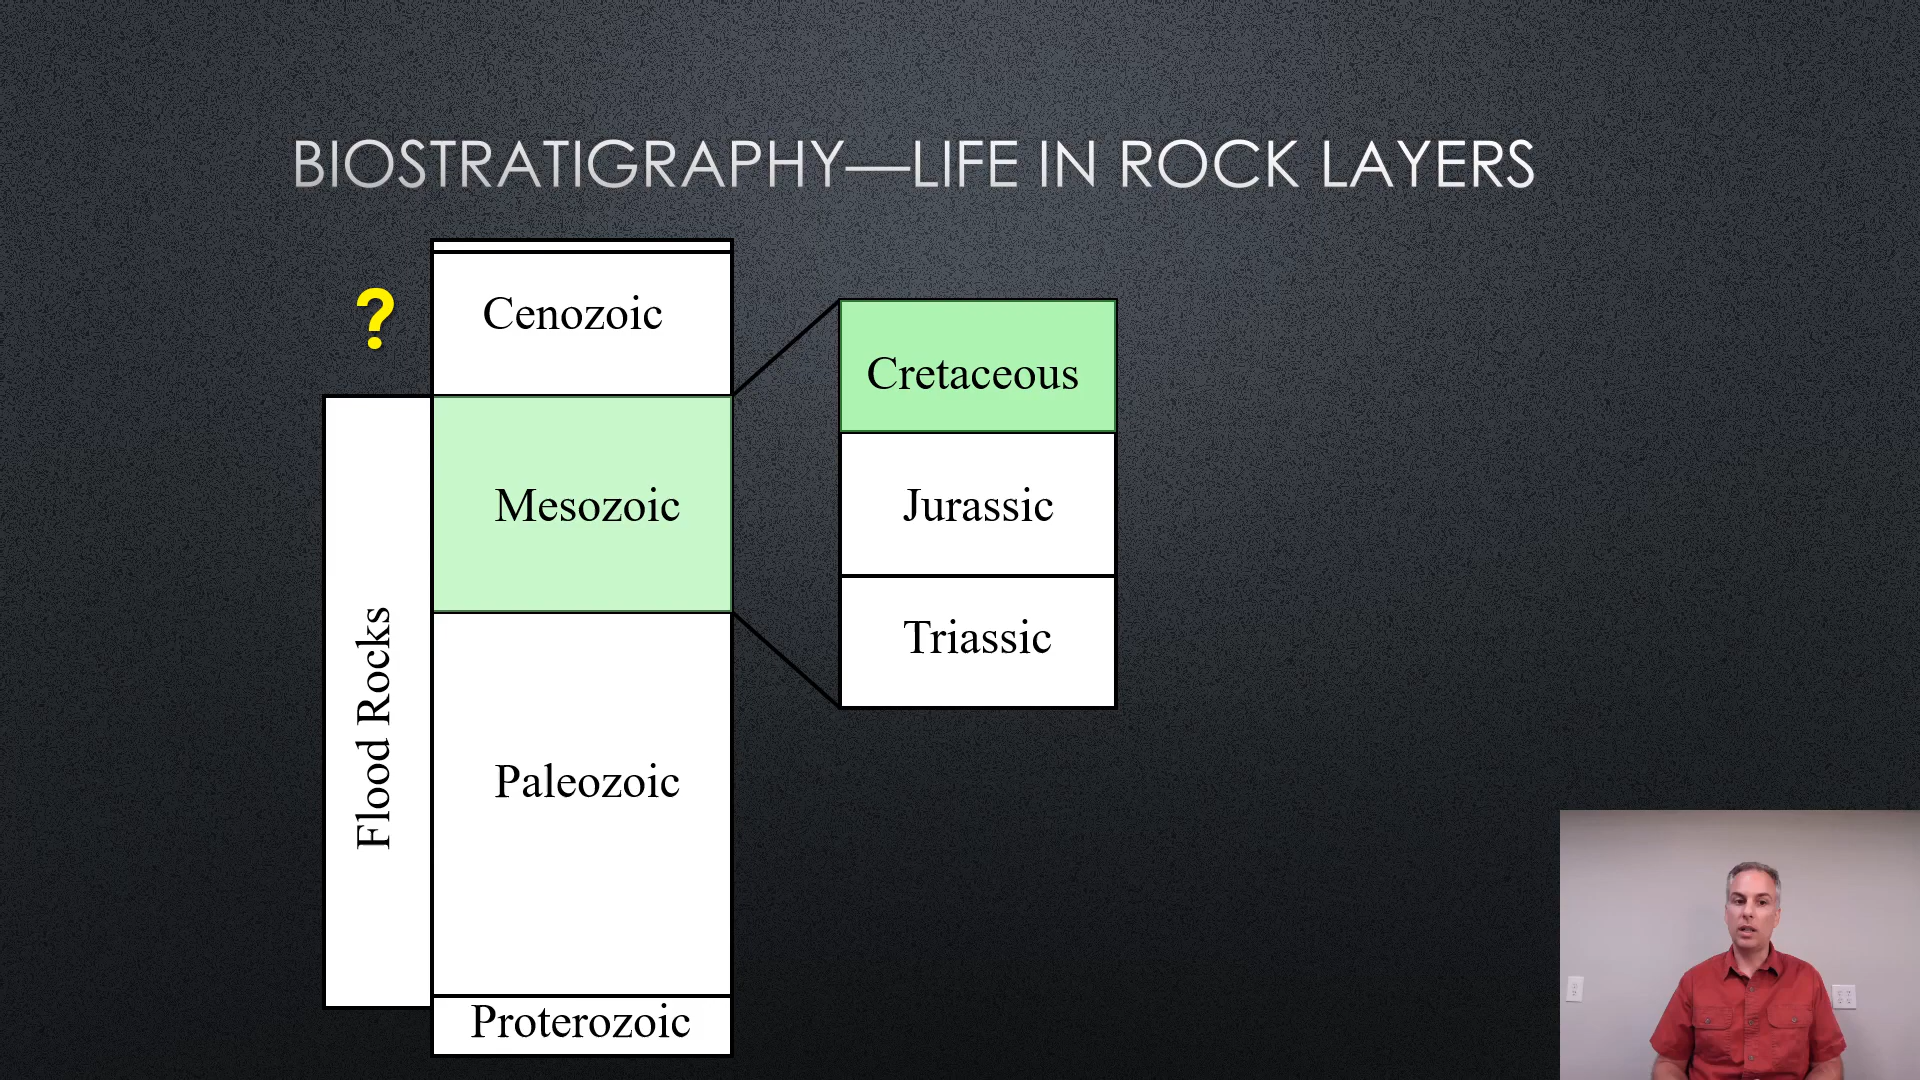 BIOSTRATIGRAPHY—LIFE IN ROCK LAYERS
?
Cenozoic
Mesozoic
Paleozoic
Proterozoic
Flood Rocks
Cretaceous
Jurassic
Triassic